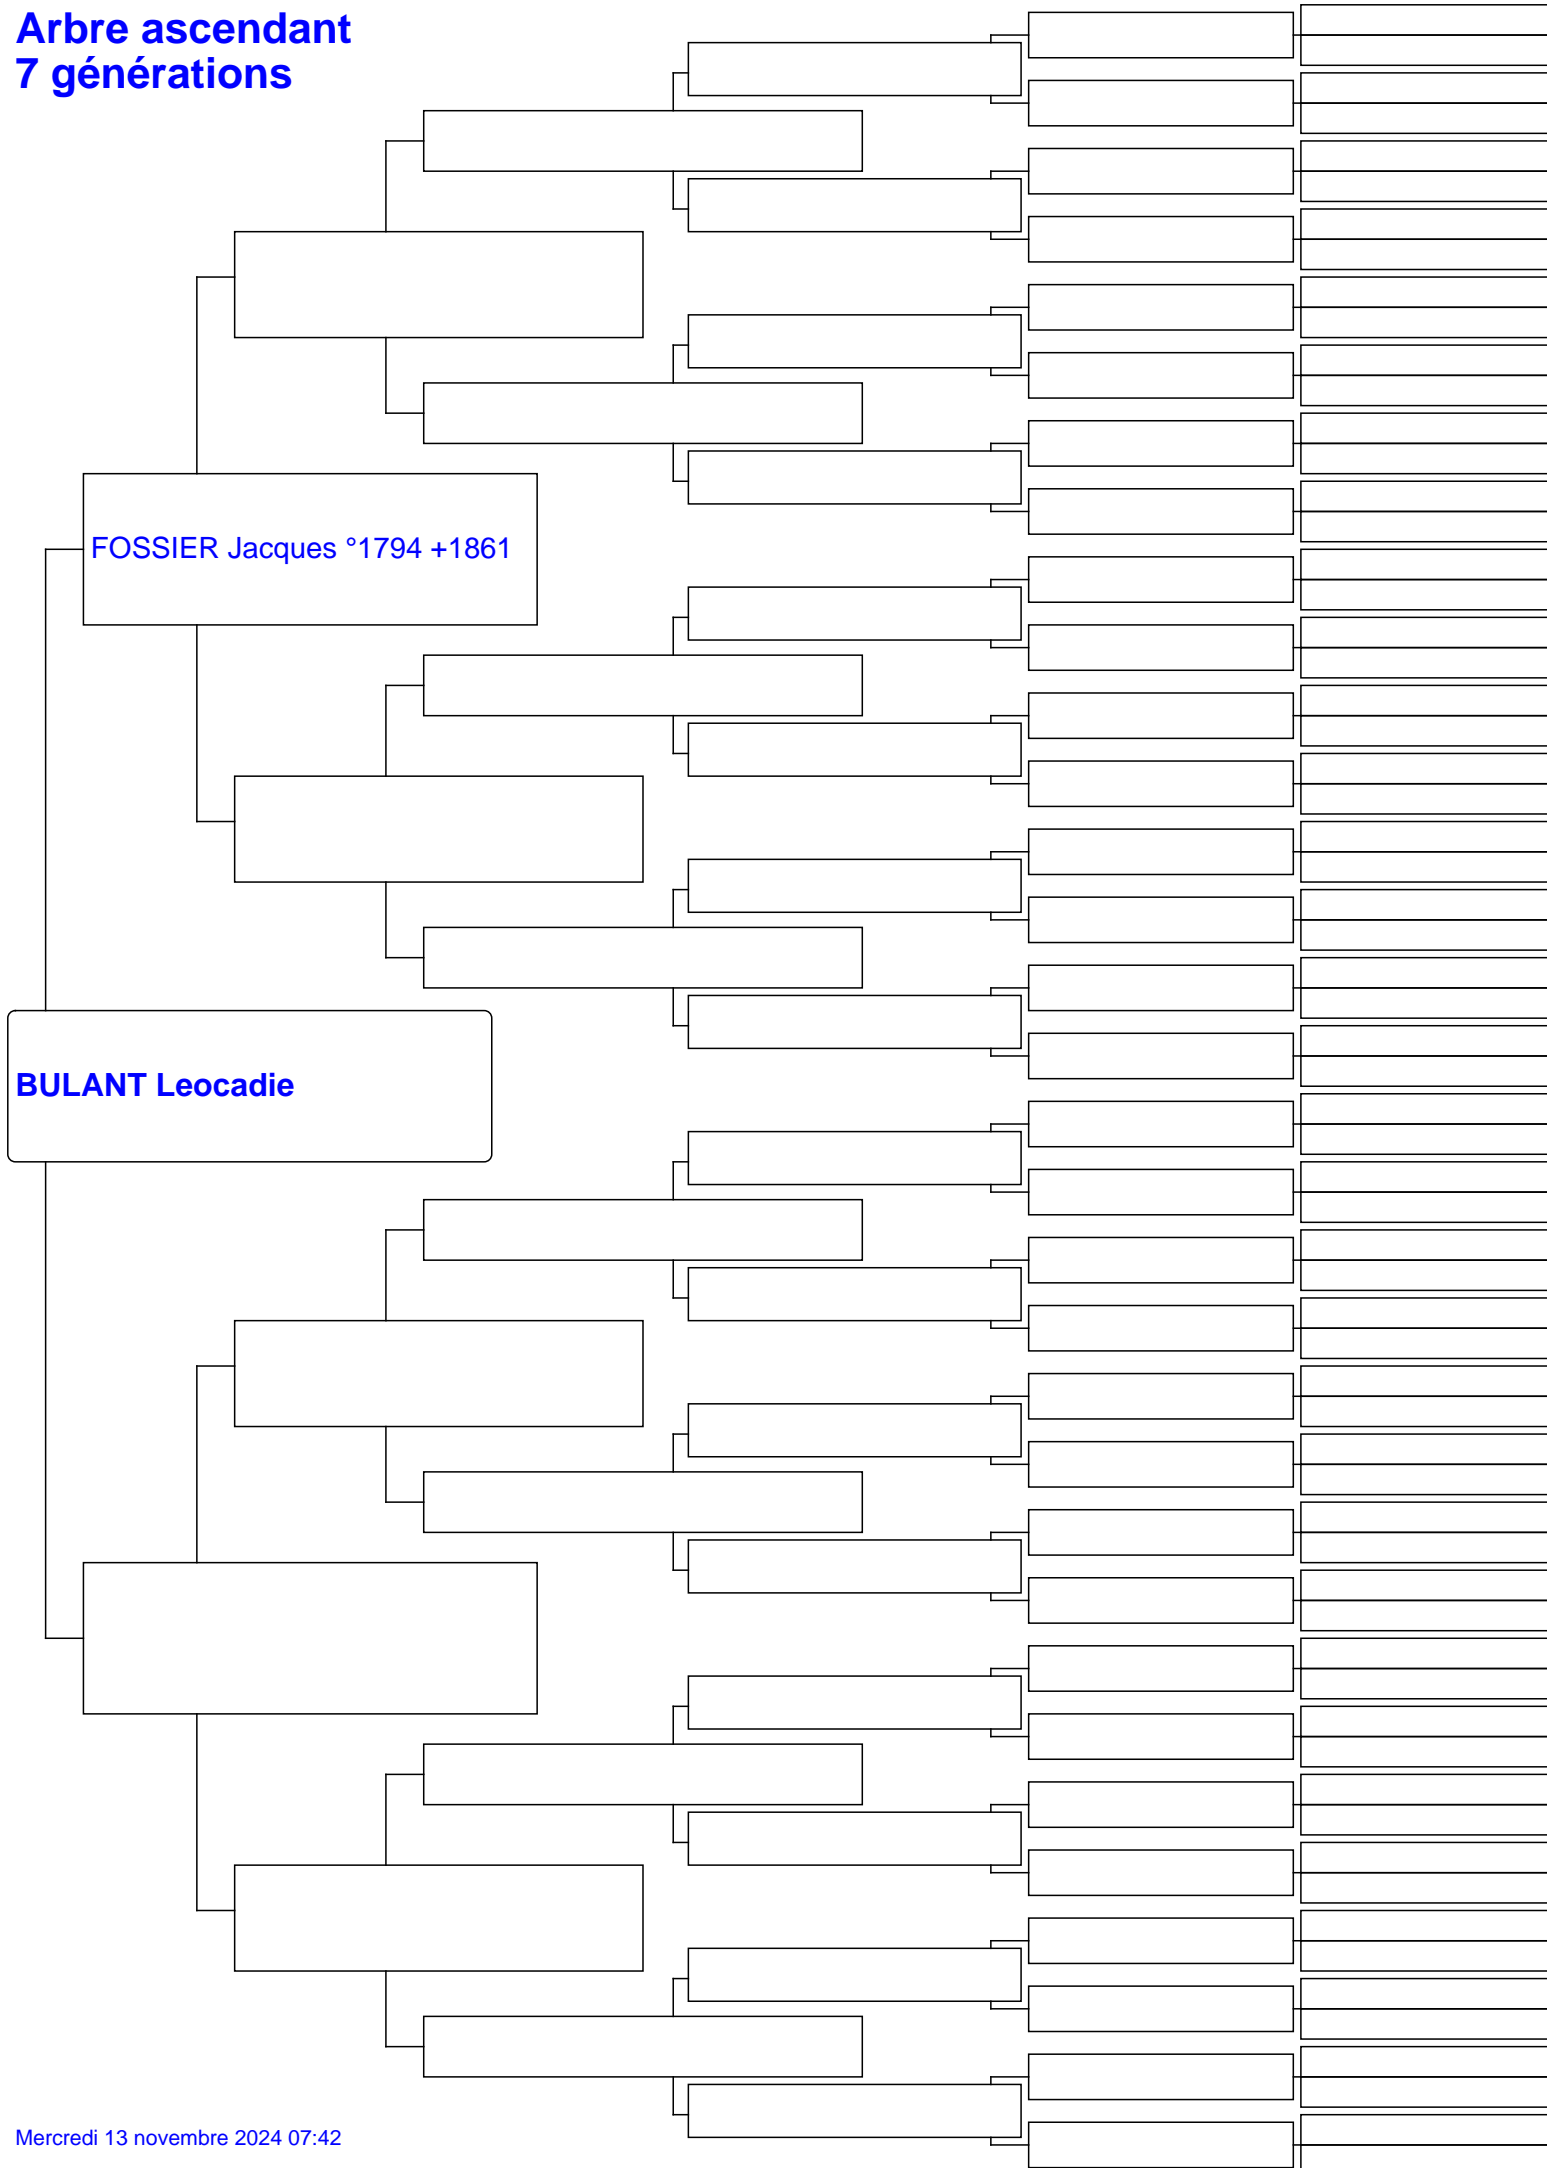 Arbre ascendant
7 générations
FOSSIER Jacques °1794 +1861
BULANT Leocadie
Mercredi 13 novembre 2024 07:42